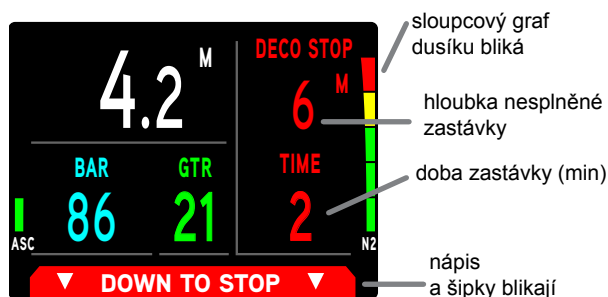 4.2 M
DECO STOP
6 M
BAR
86
GTR
21
TIME
2
ASC
N2
▼ DOWN TO STOP ▼
sloupcový graf
dusíku bliká
hloubka nesplněné
zastávky
doba zastávky (min)
nápis
a šipky blikají